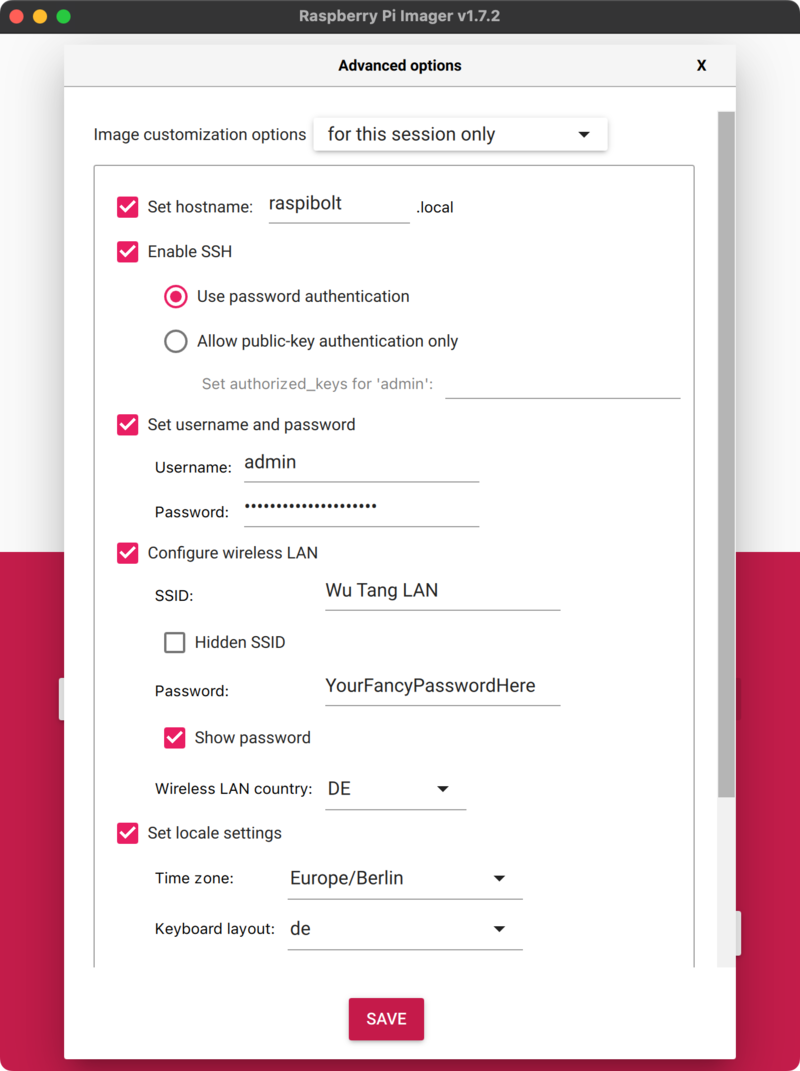 Raspberry Pi Imager v1.7.2
Advanced options X
Image customization options for this session only
Set hostname: raspibolt .local
Enable SSH
Use password authentication
Allow public-key authentication only
Set authorized_keys for 'admin':
Set username and password
Username: admin
Password: •••••••••••••••••••••
Configure wireless LAN
SSID: Wu Tang LAN
Hidden SSID
Password: YourFancyPasswordHere
Show password
Wireless LAN country: DE
Set locale settings
Time zone: Europe/Berlin
Keyboard layout: de
SAVE